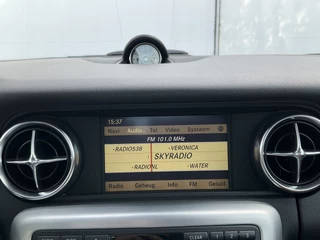 15:37
Navi Audio Tel Video Systeem
FM 101.0 MHz
RADIO538 VERONICA
SKYRADIO
RADIONL WATER
Radio Geheug. Info FM Geluid
CLEAR